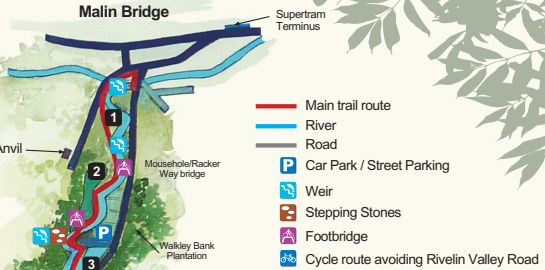 Malin Bridge
Supertram
Terminus
1
Anvil
Mousehole/Racker
Way bridge
2
P
Walkley Bank
Plantation
3
Main trail route
River
Road
P Car Park / Street Parking
Weir
Stepping Stones
Footbridge
Cycle route avoiding Rivelin Valley Road